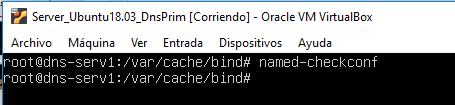 Server_Ubuntu18.03_DnsPrim [Corriendo] - Oracle VM VirtualBox
Archivo Máquina Ver Entrada Dispositivos Ayuda
root@dns-serv1:/var/cache/bind# named-checkconf
root@dns-serv1:/var/cache/bind#